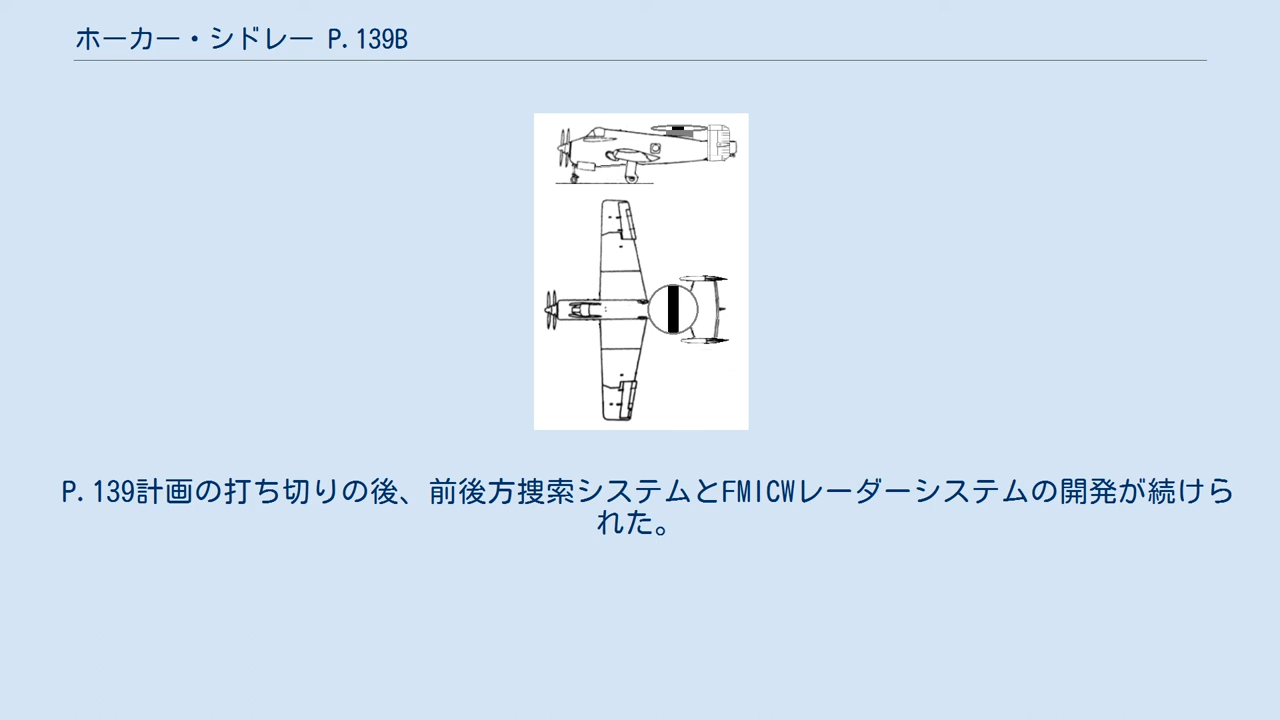 ホーカー・シドレー P.139B
P.139計画の打ち切りの後、前後方捜索システムとFMICWレーダーシステムの開発が続けら
れた。